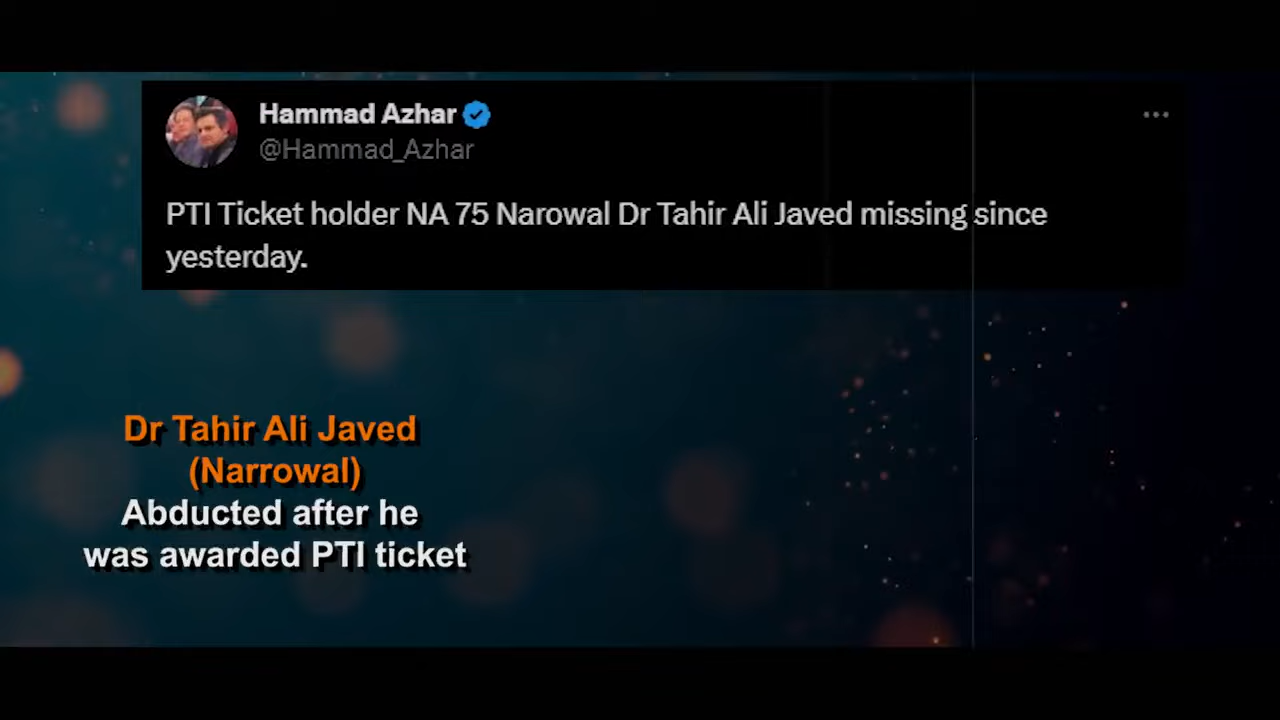 Hammad Azhar
@Hammad_Azhar
PTI Ticket holder NA 75 Narowal Dr Tahir Ali Javed missing since
yesterday.
Dr Tahir Ali Javed
(Narrowal)
Abducted after he
was awarded PTI ticket